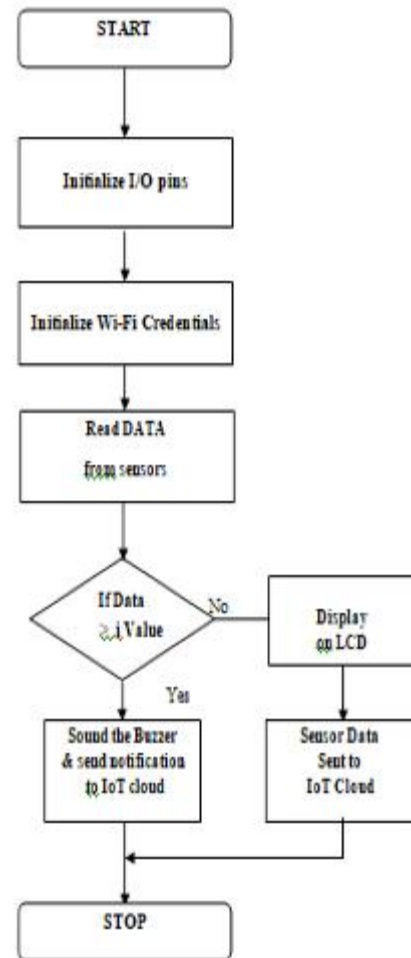 START
Initialize I/O pins
Initialize Wi-Fi Credentials
Read DATA
from sensors
If Data
≥ i Value
No
Yes
Display
on LCD
Sound the Buzzer
& send notification
to IoT cloud
Sensor Data
Sent to
IoT Cloud
STOP